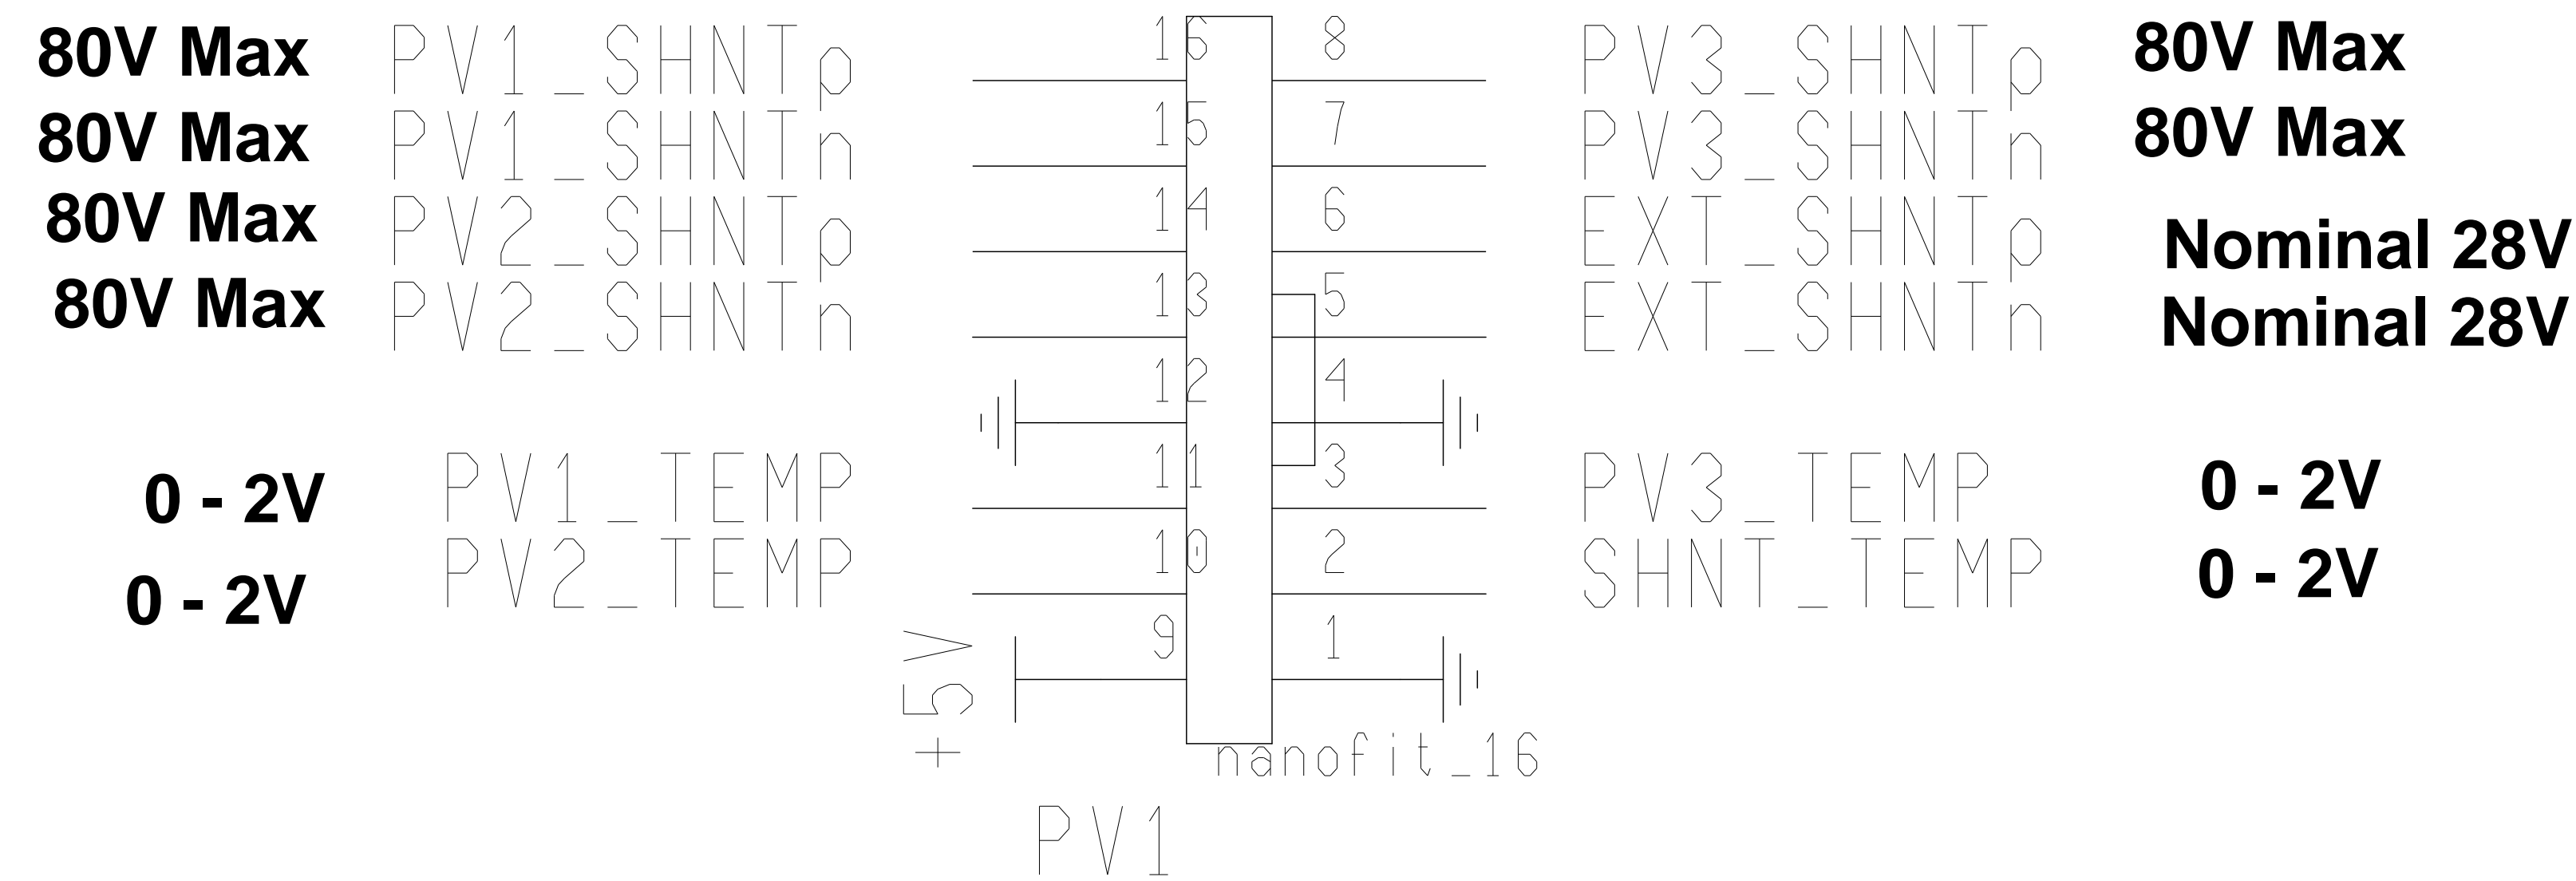 80V Max PV1_SHNTp 16 8 PV3_SHNTp 80V Max
80V Max PV1_SHNTn 15 7 PV3_SHNTn 80V Max
80V Max PV2_SHNTp 14 6 EXT_SHNTp Nominal 28V
80V Max PV2_SHNTn 13 5 EXT_SHNTn Nominal 28V
12 4
0 - 2V PV1_TEMP 11 3 PV3_TEMP 0 - 2V
0 - 2V PV2_TEMP 10 2 SHNT_TEMP 0 - 2V
+5V 9 1
nanofit_16
PV1